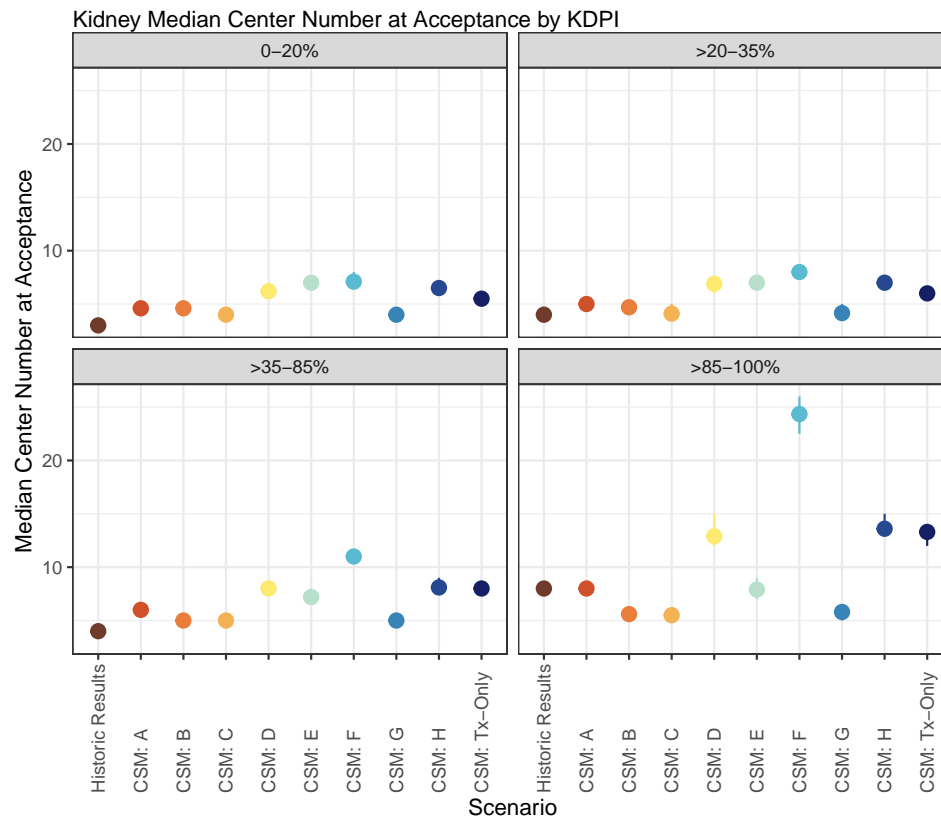 Kidney Median Center Number at Acceptance by KDPI
0−20%
>20−35%
20
10
>35−85%
>85−100%
20
10
Median Center Number at Acceptance
Historic Results
CSM: A
CSM: B
CSM: C
CSM: D
CSM: E
CSM: F
CSM: G
CSM: H
CSM: Tx−Only
Historic Results
CSM: A
CSM: B
CSM: C
CSM: D
CSM: E
CSM: F
CSM: G
CSM: H
CSM: Tx−Only
Scenario